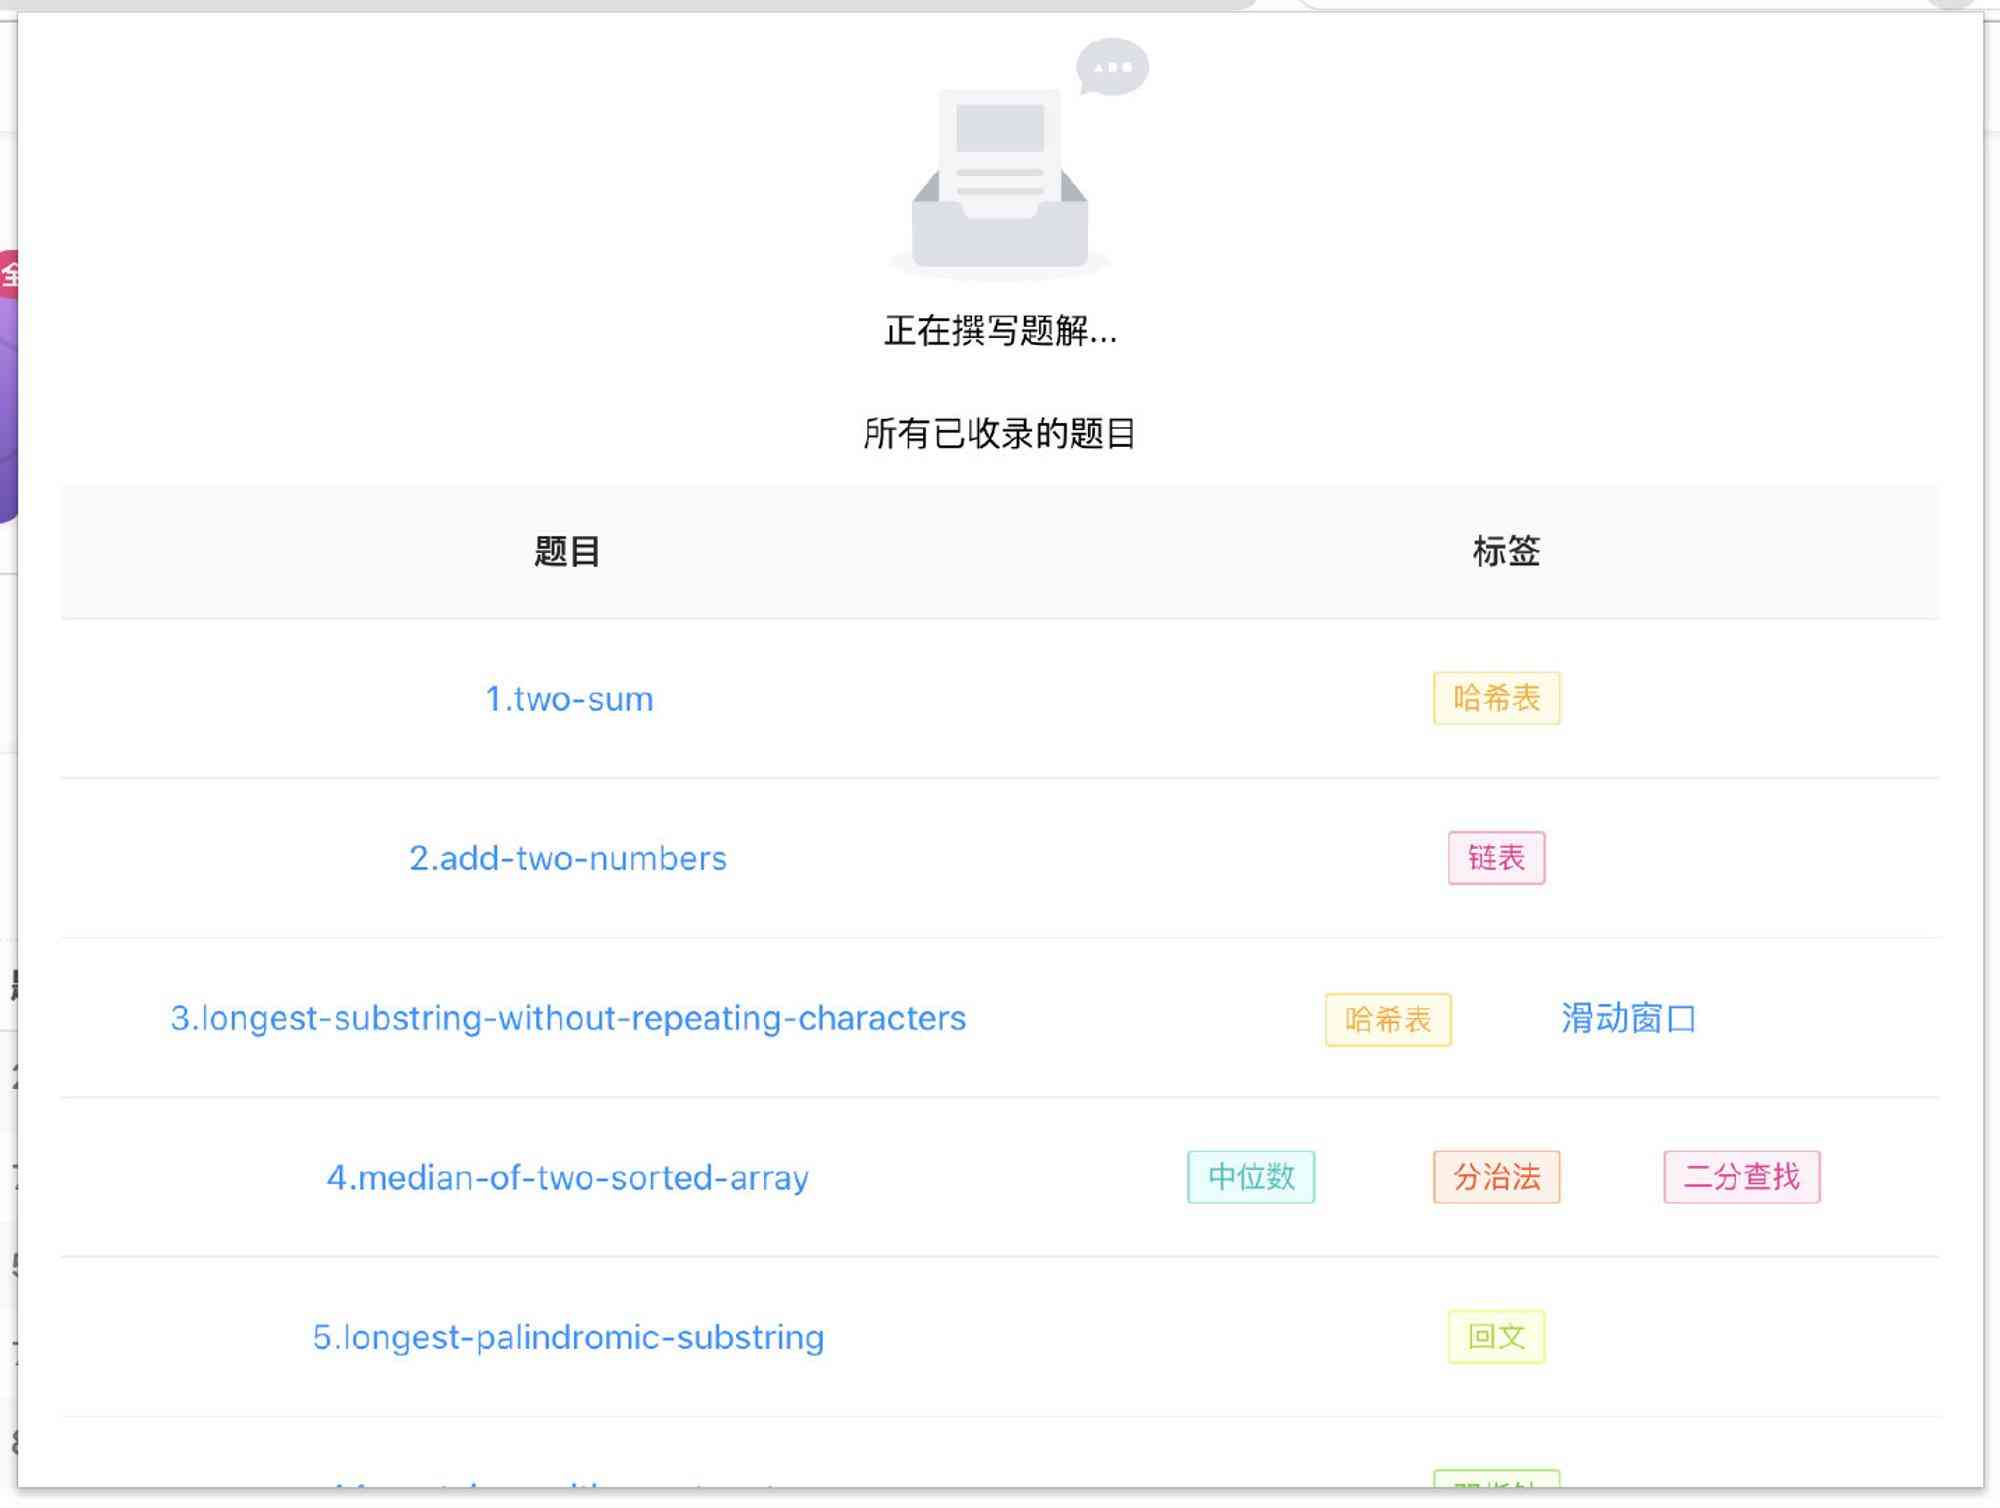 正在撰写题解...
所有已收录的题目
题目 标签
1.two-sum 哈希表
2.add-two-numbers 链表
3.longest-substring-without-repeating-characters 哈希表 滑动窗口
4.median-of-two-sorted-array 中位数 分治法 二分查找
5.longest-palindromic-substring 回文
全